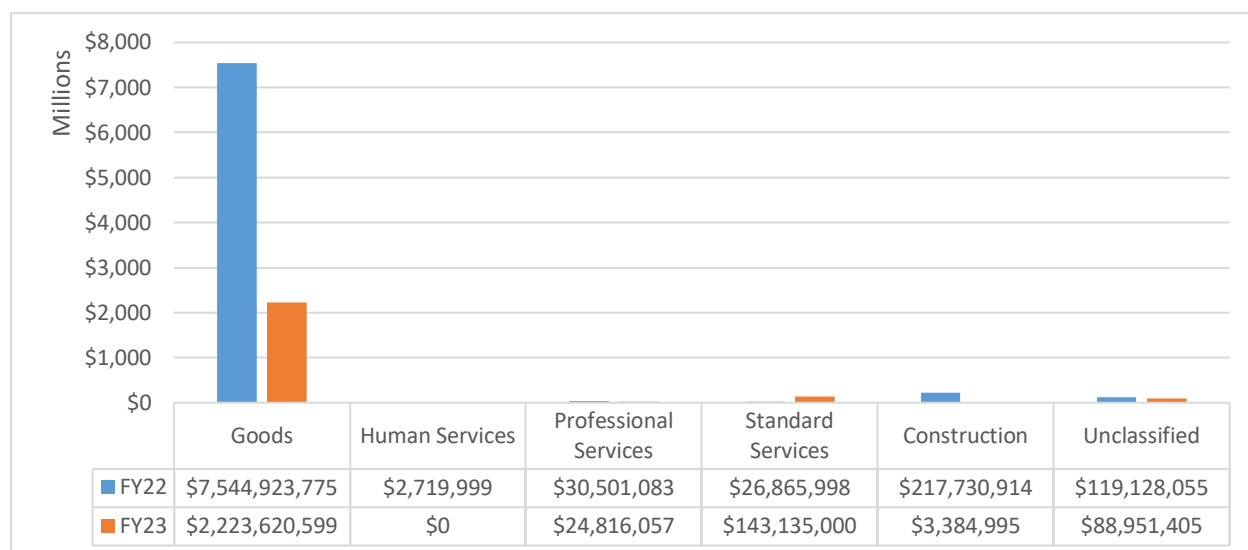 Millions
$8,000
$7,000
$6,000
$5,000
$4,000
$3,000
$2,000
$1,000
$0
Goods Human Services Professional Services Standard Services Construction Unclassified
FY22 $7,544,923,775 $2,719,999 $30,501,083 $26,865,998 $217,730,914 $119,128,055
FY23 $2,223,620,599 $0 $24,816,057 $143,135,000 $3,384,995 $88,951,405